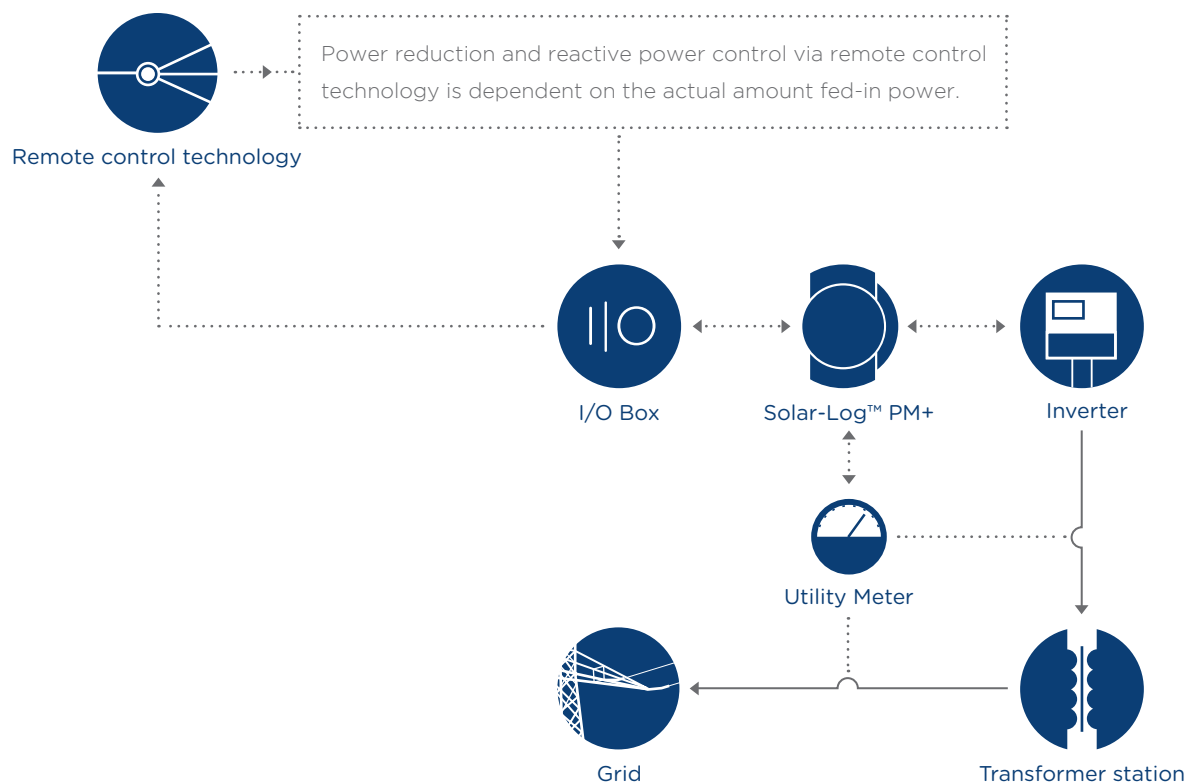 Power reduction and reactive power control via remote control
technology is dependent on the actual amount fed-in power.
Remote control technology
I/O Box
Solar-Log™ PM+
Inverter
Utility Meter
Grid
Transformer station